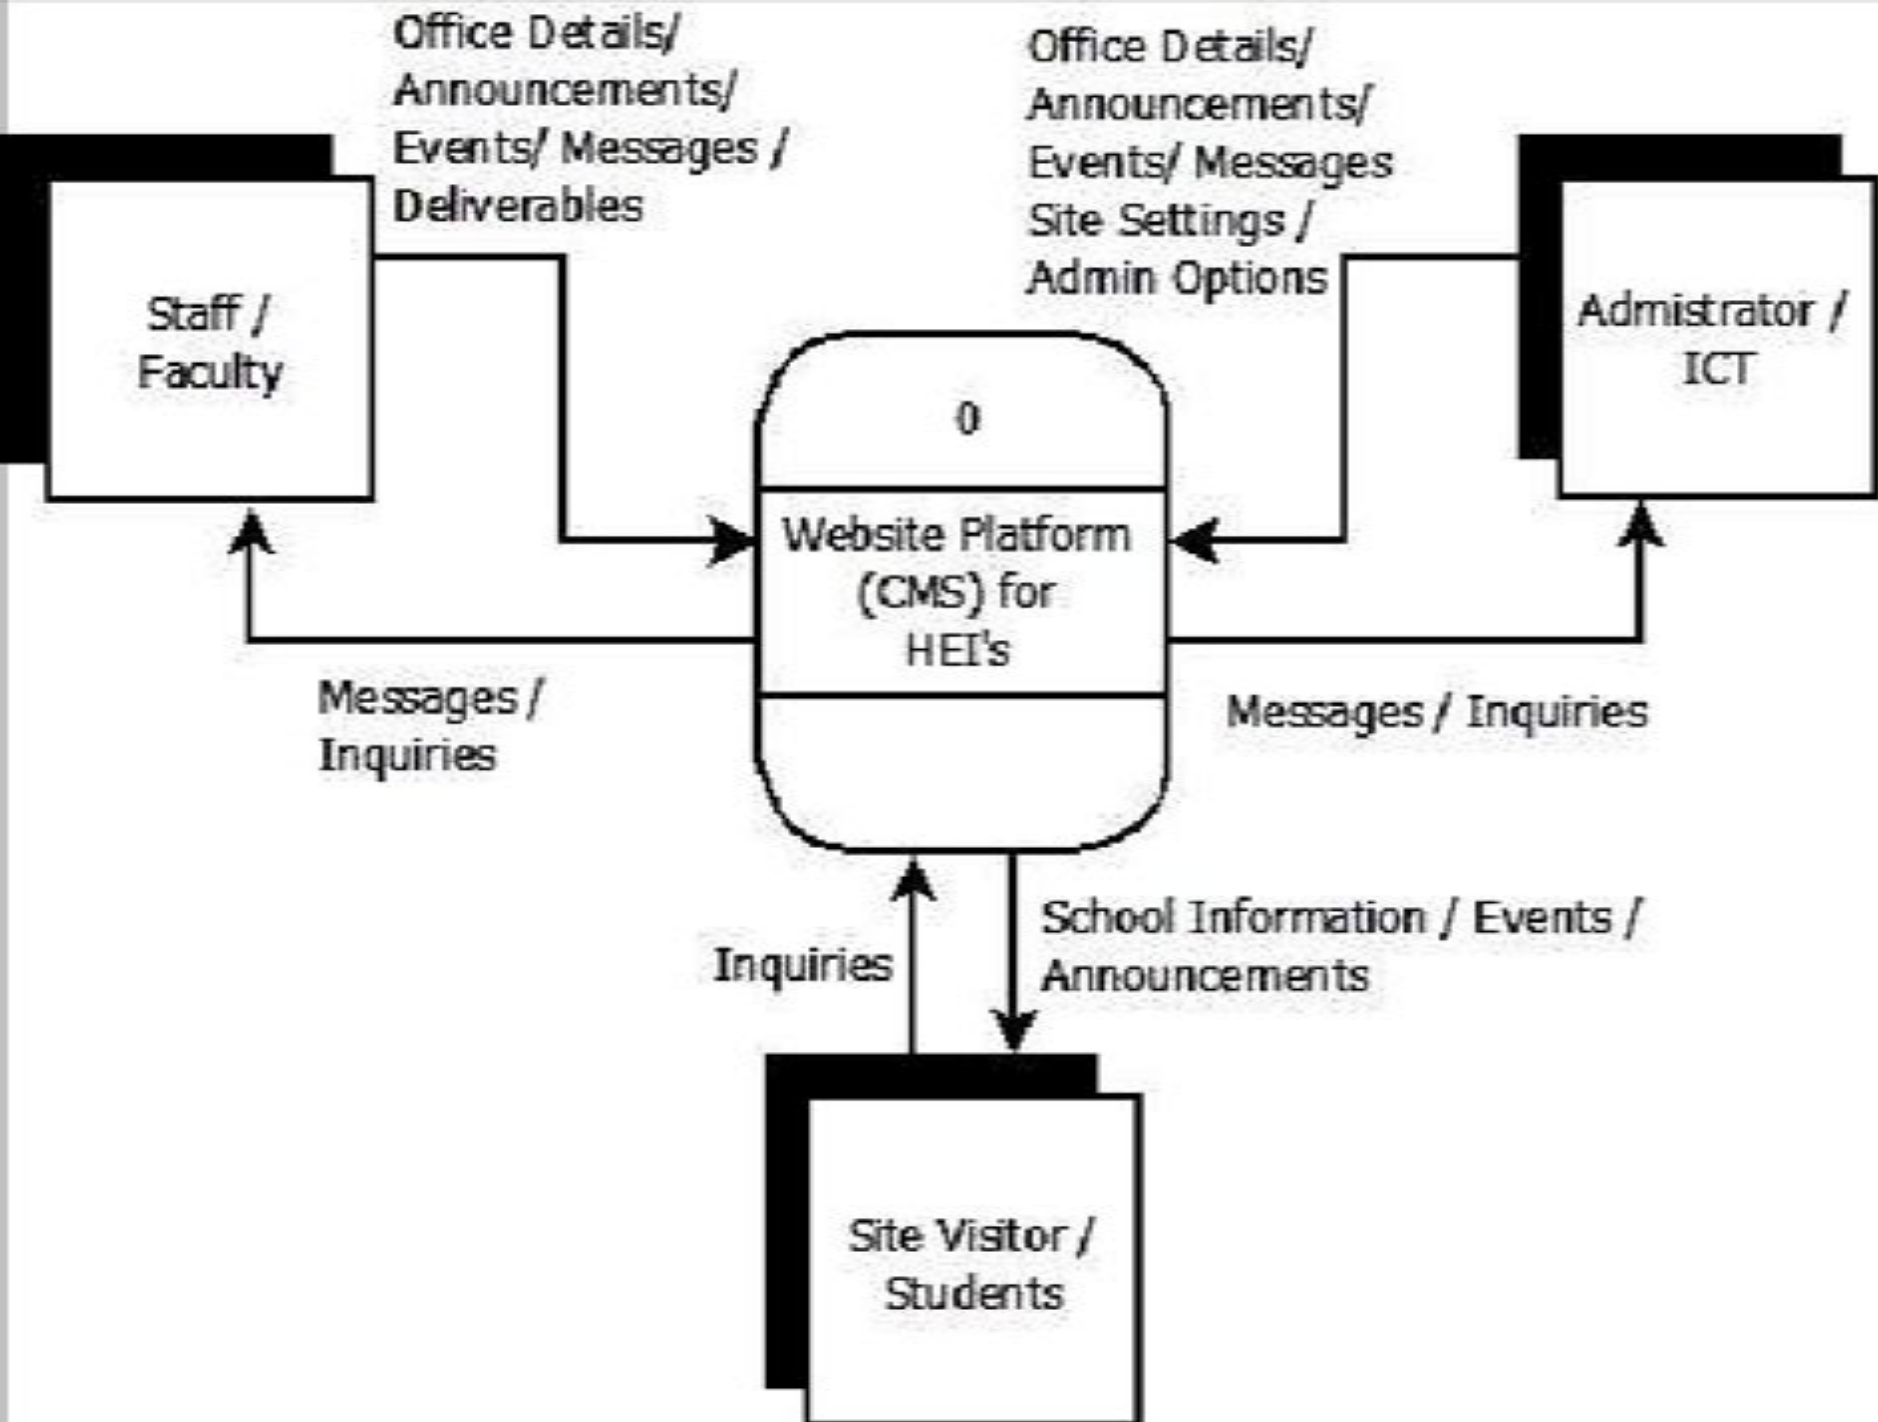 Office Details/
Announcements/
Events/ Messages /
Deliverables
Office Details/
Announcements/
Events/ Messages
Site Settings /
Admin Options
Staff /
Faculty
Admistrator /
ICT
0
Website Platform
(CMS) for
HEI's
Messages /
Inquiries
Messages / Inquiries
Inquiries
School Information / Events /
Announcements
Site Visitor /
Students